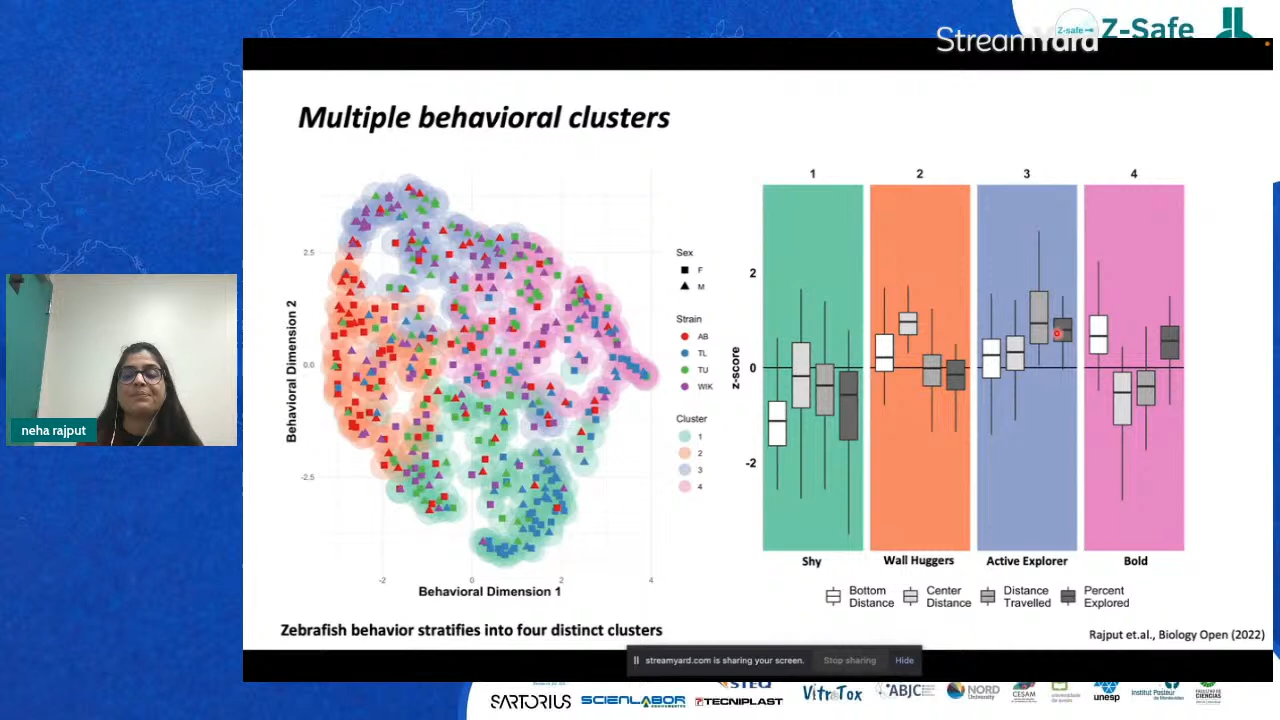 StreamYard
Z-safe
Z-Safe
Multiple behavioral clusters
Behavioral Dimension 2
2.5
0.0
-2.5
-2
0
2
4
Behavioral Dimension 1
Sex
F
M
Strain
AB
TL
TU
WIK
Cluster
1
2
3
4
z-score
2
0
-2
1
2
3
4
Shy
Wall Huggers
Active Explorer
Bold
Bottom Distance
Center Distance
Distance Travelled
Percent Explored
Zebrafish behavior stratifies into four distinct clusters
Rajput et.al., Biology Open (2022)
neha rajput
streamyard.com is sharing your screen.
Stop sharing
Hide
SARTORIUS
SCIENLABOR
TECNIPLAST
VitroTox
ABJC
NORD UNIVERSITY
CESAM
unesp
Institut Pasteur
CIÊNCIAS